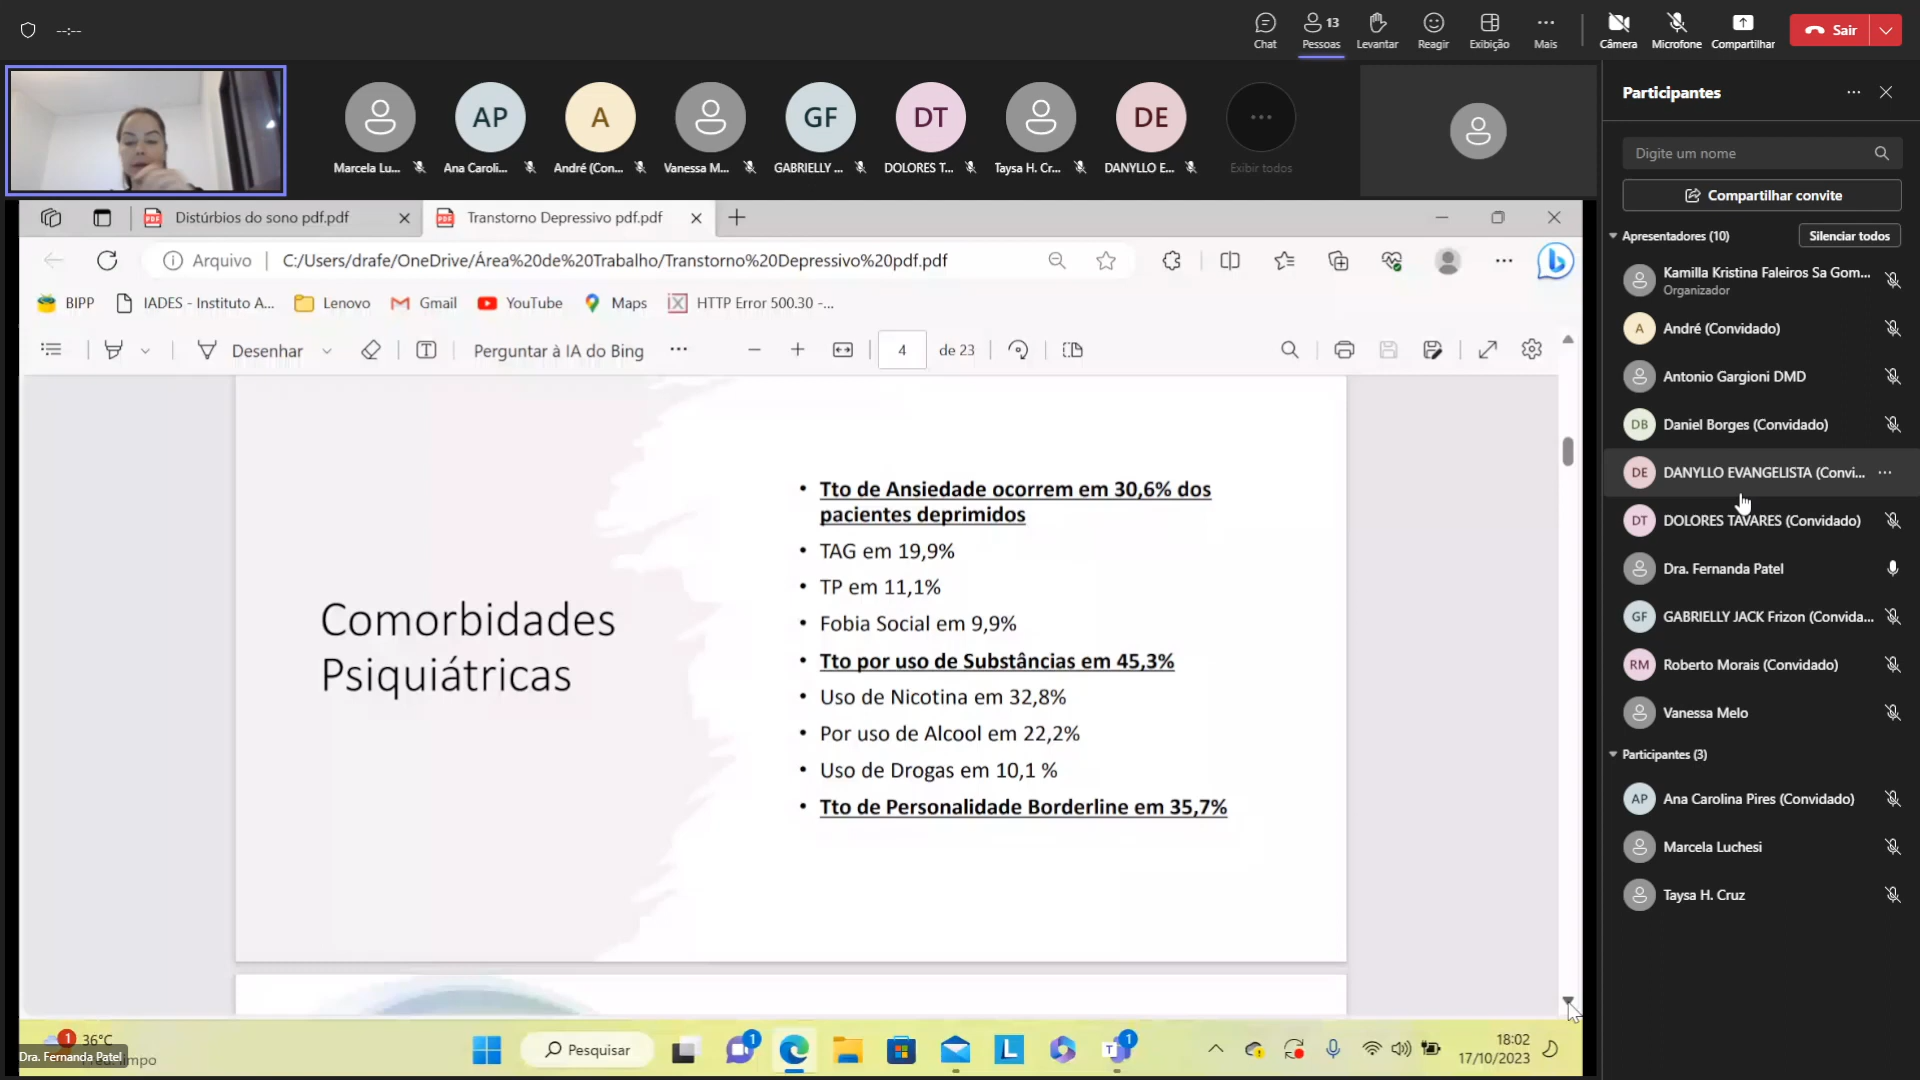 --:--
Chat
Pessoas
13
Levantar
Reagir
Exibição
Mais
Câmera
Microfone
Compartilhar
Sair
AP
A
GF
DT
DE
Marcela Lu...
Ana Caroli...
André (Con...
Vanessa M...
GABRIELLY ...
DOLORES T...
Taysa H. Cr...
DANYLLO E...
Exibir todos
Distúrbios do sono pdf.pdf
Transtorno Depressivo pdf.pdf
Arquivo
C:/Users/drafe/OneDrive/Área%20de%20Trabalho/Transtorno%20Depressivo%20pdf.pdf
BIPP
IADES - Instituto A...
Lenovo
Gmail
YouTube
Maps
HTTP Error 500.30 -...
Desenhar
Perguntar à IA do Bing
4
de 23
Comorbidades
Psiquiátricas
• Tto de Ansiedade ocorrem em 30,6% dos
pacientes deprimidos
• TAG em 19,9%
• TP em 11,1%
• Fobia Social em 9,9%
• Tto por uso de Substâncias em 45,3%
• Uso de Nicotina em 32,8%
• Por uso de Alcool em 22,2%
• Uso de Drogas em 10,1 %
• Tto de Personalidade Borderline em 35,7%
1
36°C
Dra. Fernanda Patel
Pesquisar
1
L
1
18:02
17/10/2023
Participantes
Digite um nome
Compartilhar convite
Apresentadores (10)
Silenciar todos
Kamilla Kristina Faleiros Sa Gom...
Organizador
A
André (Convidado)
Antonio Gargioni DMD
DB
Daniel Borges (Convidado)
DE
DANYLLO EVANGELISTA (Convi...
DT
DOLORES TAVARES (Convidado)
Dra. Fernanda Patel
GF
GABRIELLY JACK Frizon (Convida...
RM
Roberto Morais (Convidado)
Vanessa Melo
Participantes (3)
AP
Ana Carolina Pires (Convidado)
Marcela Luchesi
Taysa H. Cruz